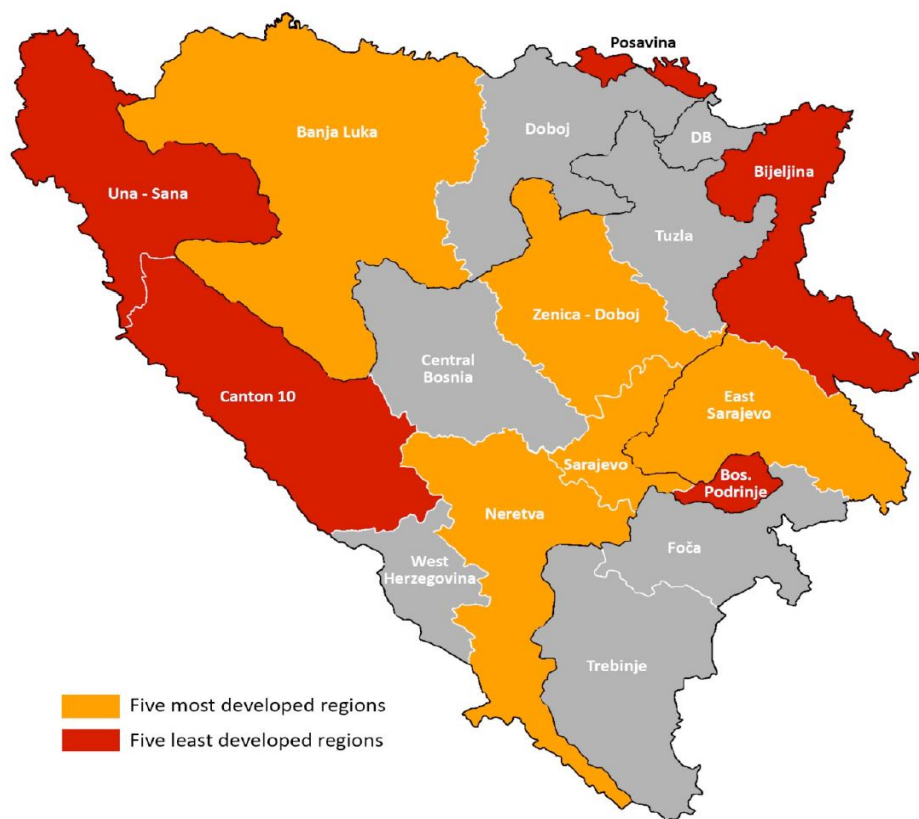 Posavina
Banja Luka
Doboj
DB
Bijeljina
Una - Sana
Tuzla
Zenica - Doboj
Central
Bosnia
Canton 10
East
Sarajevo
Sarajevo
Bos.
Podrinje
Neretva
Foča
West
Herzegovina
Trebinje
Five most developed regions
Five least developed regions